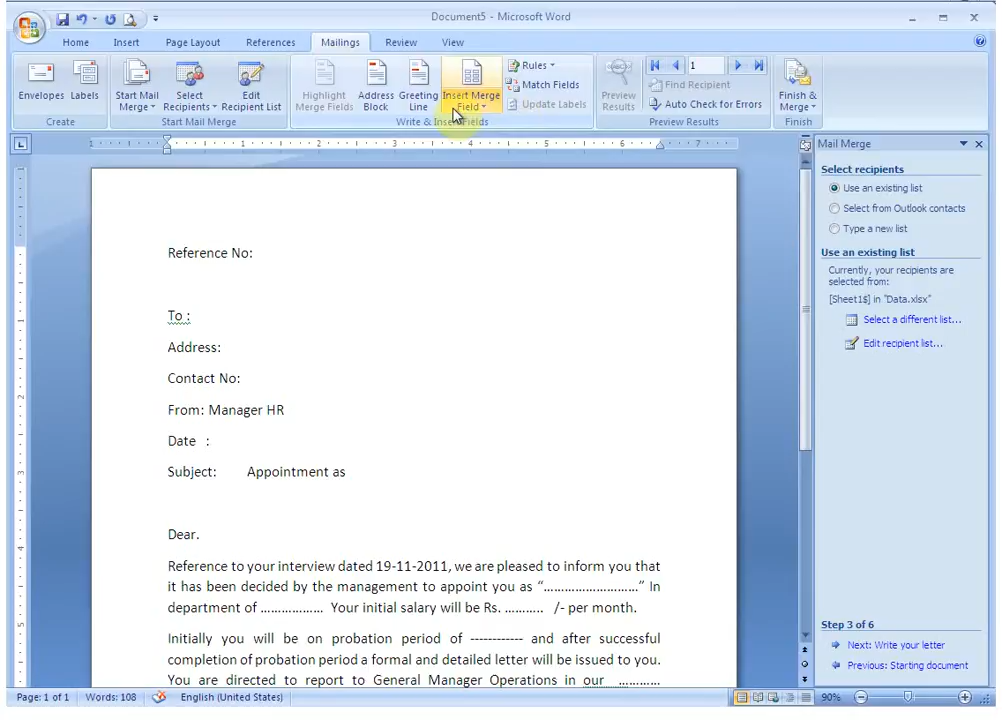 Document5 - Microsoft Word
Home Insert Page Layout References Mailings Review View
Envelopes Labels
Create
Start Mail Merge
Select Recipients
Edit Recipient List
Start Mail Merge
Highlight Merge Fields
Address Block
Greeting Line
Insert Merge Field
Rules
Match Fields
Update Labels
Write & Insert Fields
Preview Results
1
Find Recipient
Auto Check for Errors
Preview Results
Finish & Merge
Finish
1 1 2 3 4 5 6 7
Reference No:
To :
Address:
Contact No:
From: Manager HR
Date :
Subject: Appointment as
Dear.
Reference to your interview dated 19-11-2011, we are pleased to inform you that
it has been decided by the management to appoint you as “……………………” In
department of ……………… Your initial salary will be Rs. ……….. /- per month.
Initially you will be on probation period of ------------ and after successful
completion of probation period a formal and detailed letter will be issued to you.
You are directed to report to General Manager Operations in our …………
Mail Merge
Select recipients
Use an existing list
Select from Outlook contacts
Type a new list
Use an existing list
Currently, your recipients are
selected from:
[Sheet1$] in "Data.xlsx"
Select a different list...
Edit recipient list...
Step 3 of 6
Next: Write your letter
Previous: Starting document
Page: 1 of 1 Words: 108 English (United States) 90%